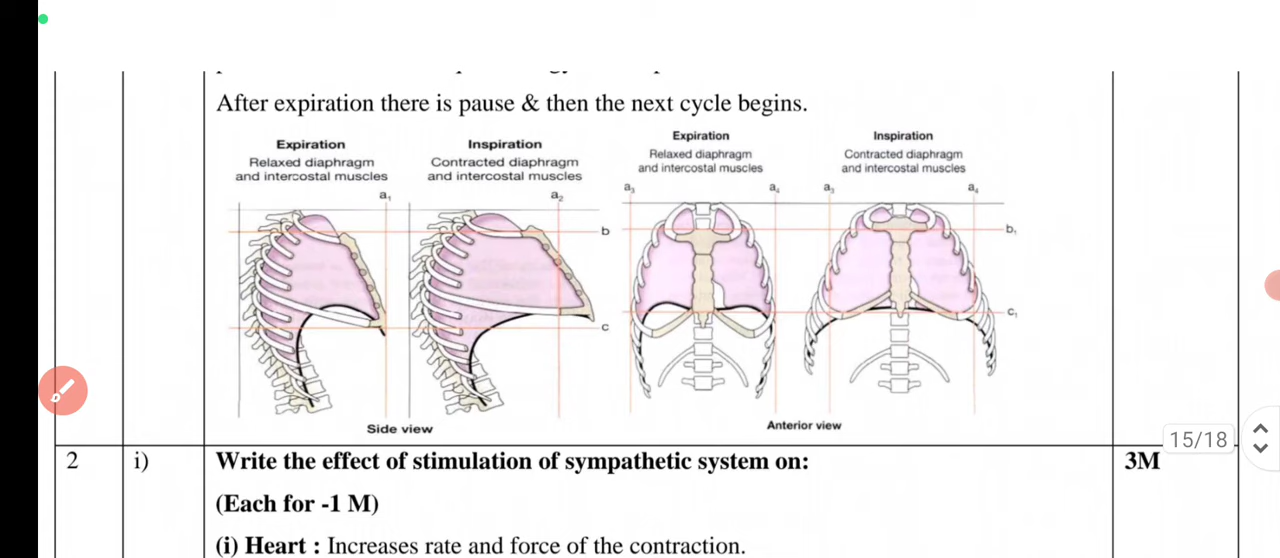 After expiration there is pause & then the next cycle begins.
Expiration
Relaxed diaphragm
and intercostal muscles
a₁
Inspiration
Contracted diaphragm
and intercostal muscles
a₂
b
c
Side view
Expiration
Relaxed diaphragm
and intercostal muscles
a₃
a₄
Inspiration
Contracted diaphragm
and intercostal muscles
a₃
a₄
b₁
c₁
Anterior view
15/18
2 i) Write the effect of stimulation of sympathetic system on: 3M
(Each for -1 M)
(i) Heart : Increases rate and force of the contraction.